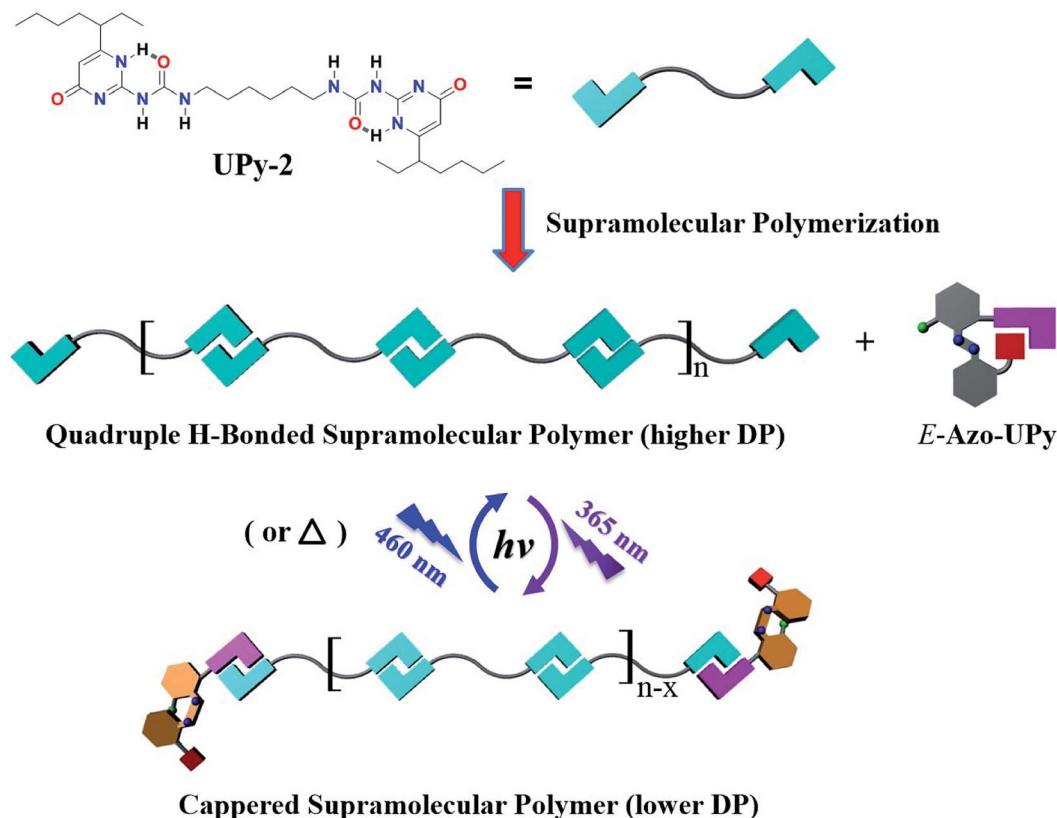 H
N
O
O
N
N
H
N
H
=
UPy-2
N
H
H
N
N
O
O
H
N
Supramolecular Polymerization
[ ]n
+
Quadruple H-Bonded Supramolecular Polymer (higher DP)
E-Azo-UPy
( or △ )
460 nm
hν
365 nm
[ ]n-x
Cappered Supramolecular Polymer (lower DP)